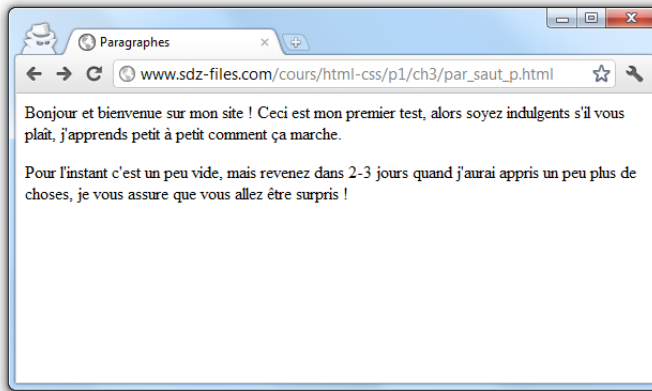 Paragraphes
www.sdz-files.com/cours/html-css/p1/ch3/par_saut_p.html
Bonjour et bienvenue sur mon site ! Ceci est mon premier test, alors soyez indulgents s'il vous
plaît, j'apprends petit à petit comment ça marche.
Pour l'instant c'est un peu vide, mais revenez dans 2-3 jours quand j'aurai appris un peu plus de
choses, je vous assure que vous allez être surpris !